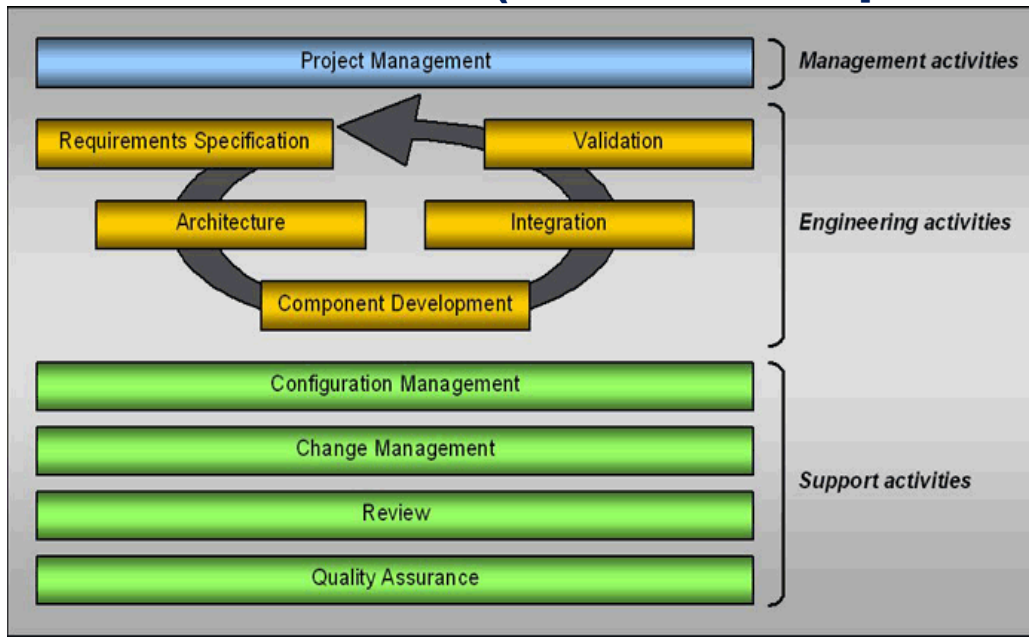 Project Management
Management activities
Requirements Specification
Validation
Architecture
Integration
Engineering activities
Component Development
Configuration Management
Change Management
Support activities
Review
Quality Assurance